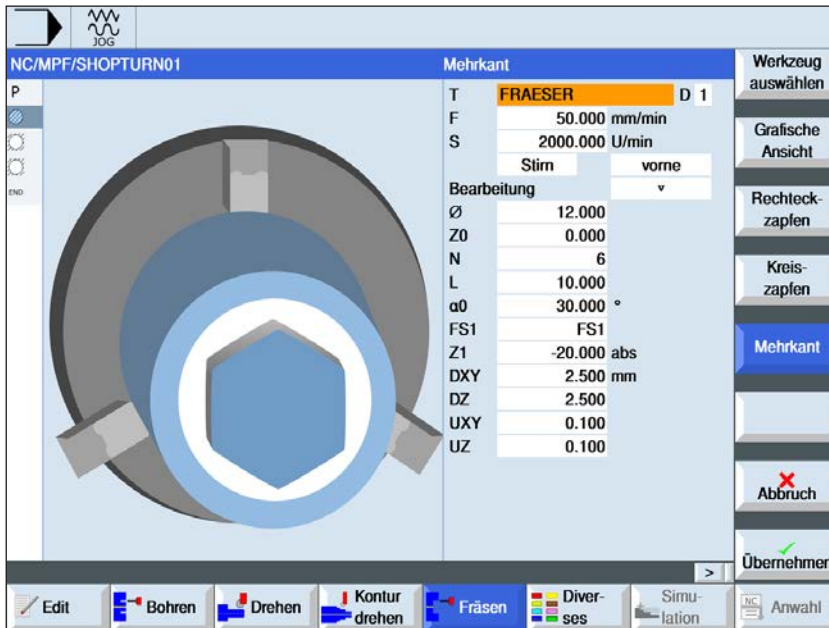 JOG
NC/MPF/SHOPTURN01
Mehrkant
P
END
T FRAESER D 1
F 50.000 mm/min
S 2000.000 U/min
Stirn vorne
Bearbeitung ▿
Ø 12.000
Z0 0.000
N 6
L 10.000
α0 30.000 °
FS1 FS1
Z1 -20.000 abs
DXY 2.500 mm
DZ 2.500
UXY 0.100
UZ 0.100
Werkzeug
auswählen
Grafische
Ansicht
Rechteck-
zapfen
Kreis-
zapfen
Mehrkant
Abbruch
Übernehmen
>
Edit
Bohren
Drehen
Kontur
drehen
Fräsen
Diver-
ses
Simu-
lation
NC
Anwahl